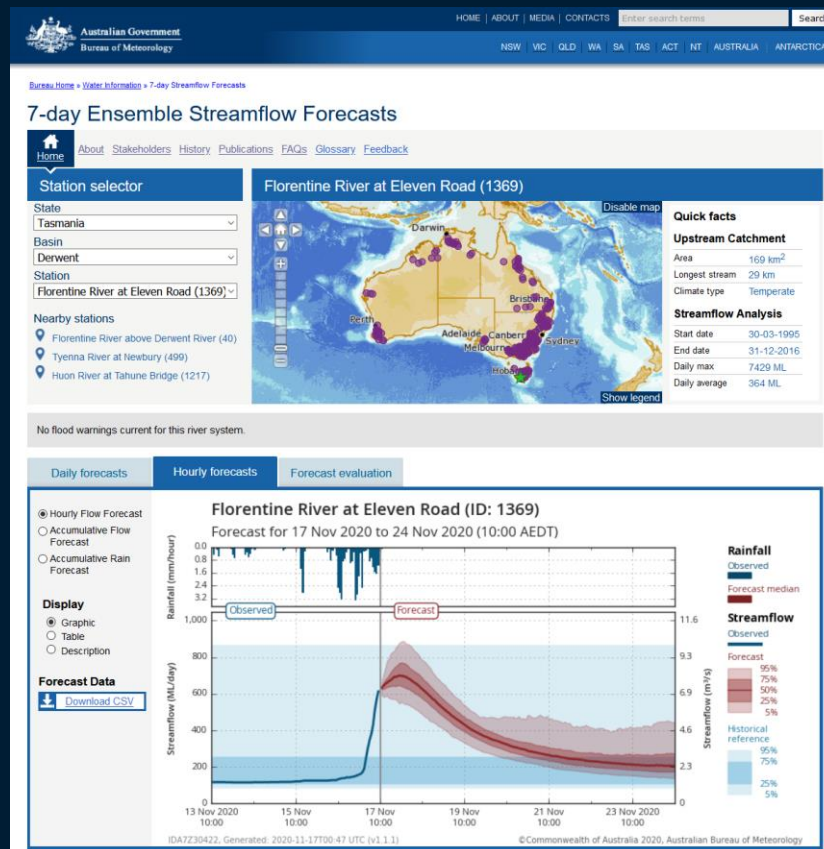 Australian Government
Bureau of Meteorology
HOME | ABOUT | MEDIA | CONTACTS
Enter search terms
Search
NSW | VIC | QLD | WA | SA | TAS | ACT | NT | AUSTRALIA | ANTARCTICA
Bureau Home » Water Information » 7-day Streamflow Forecasts
7-day Ensemble Streamflow Forecasts
Home About Stakeholders History Publications FAQs Glossary Feedback
Station selector
State
Tasmania
Basin
Derwent
Station
Florentine River at Eleven Road (1369)
Nearby stations
Florentine River above Derwent River (40)
Tyenna River at Newbury (499)
Huon River at Tahune Bridge (1217)
Florentine River at Eleven Road (1369)
Disable map
Darwin
Brisbane
Perth
Adelaide
Canberr
Sydney
Melbourne
Hobart
Show legend
Quick facts
Upstream Catchment
Area 169 km2
Longest stream 29 km
Climate type Temperate
Streamflow Analysis
Start date 30-03-1995
End date 31-12-2016
Daily max 7429 ML
Daily average 364 ML
No flood warnings current for this river system.
Daily forecasts
Hourly forecasts
Forecast evaluation
Hourly Flow Forecast
Accumulative Flow
Forecast
Accumulative Rain
Forecast
Display
Graphic
Table
Description
Forecast Data
Download CSV
Florentine River at Eleven Road (ID: 1369)
Forecast for 17 Nov 2020 to 24 Nov 2020 (10:00 AEDT)
Rainfall (mm/hour)
0.0
0.8
1.6
2.4
3.2
Observed
Forecast
Streamflow (ML/day)
1,000
800
600
400
200
0
11.6
9.3
6.9
4.6
2.3
0
Streamflow (m³/s)
13 Nov 2020
10:00
15 Nov
10:00
17 Nov
10:00
19 Nov
10:00
21 Nov
10:00
23 Nov 2020
10:00
Rainfall
Observed
Forecast median
Streamflow
Observed
Forecast
95%
75%
50%
25%
5%
Historical
reference
95%
75%
25%
5%
IDA7Z30422, Generated: 2020-11-17T00:47 UTC (v1.1.1)
©Commonwealth of Australia 2020, Australian Bureau of Meteorology